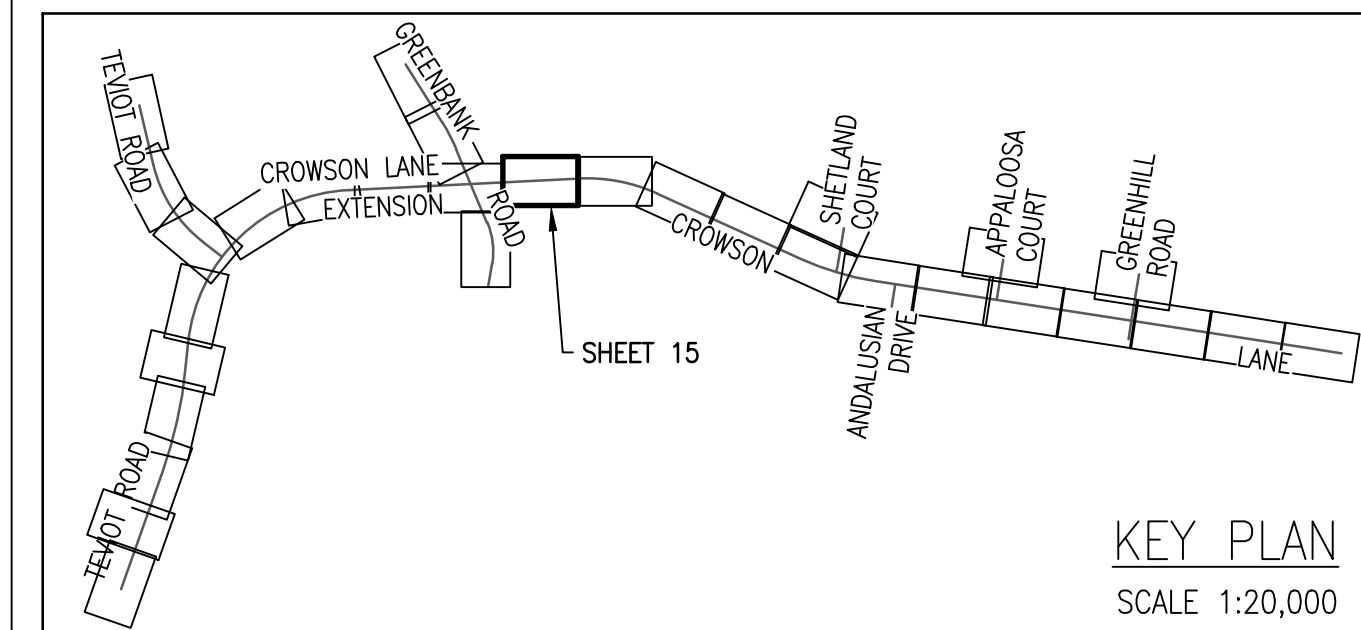 TEVIOT ROAD
GREENBANK
ROAD
CROWSON LANE
EXTENSION
SHEET 15
CROWSON
SHETLAND
COURT
ANDALUSIAN
DRIVE
APPALOOSA
COURT
GREENHILL
ROAD
LANE
TEVIOT ROAD
KEY PLAN
SCALE 1:20,000